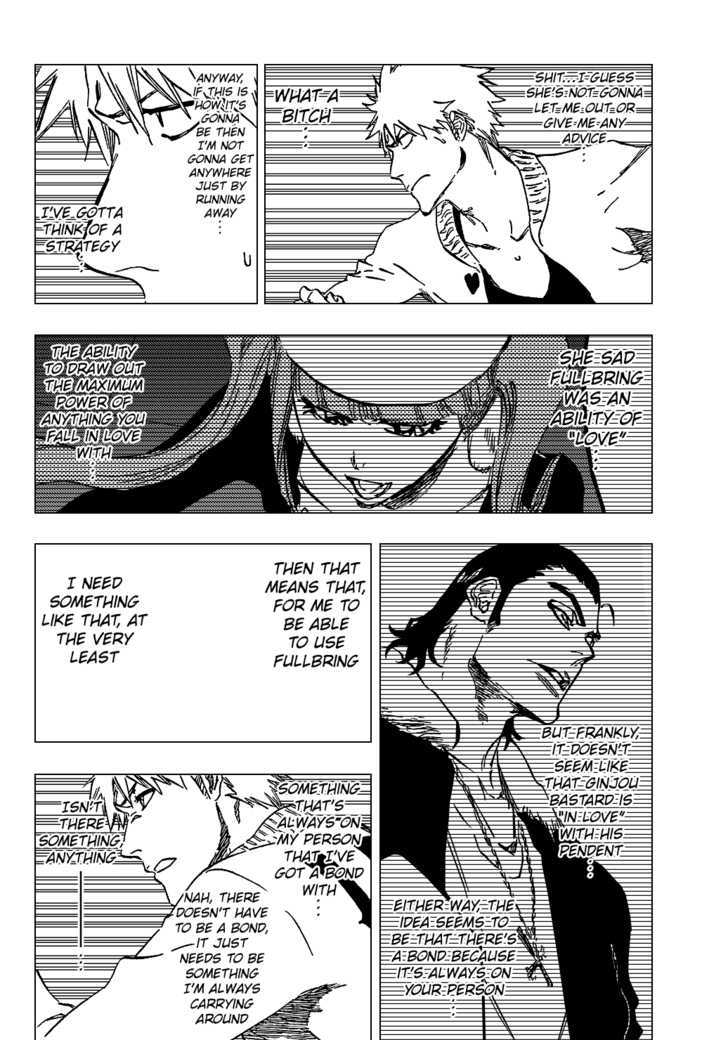 SHIT...I GUESS
SHE'S NOT GONNA
LET ME OUT OR
GIVE ME ANY
ADVICE
...
WHAT A
BITCH
...
ANYWAY,
IF THIS IS
HOW IT'S
GONNA
BE THEN
I'M NOT
GONNA GET
ANYWHERE
JUST BY
RUNNING
AWAY
...
I'VE GOTTA
THINK OF A
STRATEGY
SHE SAD
FULLBRING
WAS AN
ABILITY OF
"LOVE"
...
THE ABILITY
TO DRAW OUT
THE MAXIMUM
POWER OF
ANYTHING YOU
FALL IN LOVE
WITH
...
BUT FRANKLY,
IT DOESN'T
SEEM LIKE
THAT GINJOU
BASTARD IS
"IN LOVE"
WITH HIS
PENDENT
...
EITHER WAY, THE
IDEA SEEMS TO
BE THAT THERE'S
A BOND BECAUSE
IT'S ALWAYS ON
YOUR PERSON
...
THEN THAT
MEANS THAT,
FOR ME TO
BE ABLE
TO USE
FULLBRING
I NEED
SOMETHING
LIKE THAT, AT
THE VERY
LEAST
SOMETHING
THAT'S
ALWAYS ON
MY PERSON
THAT I'VE
GOT A BOND
WITH
...
NAH, THERE
DOESN'T HAVE
TO BE A BOND,
IT JUST
NEEDS TO BE
SOMETHING
I'M ALWAYS
CARRYING
AROUND
ISN'T
THERE
SOMETHING,
ANYTHING
...